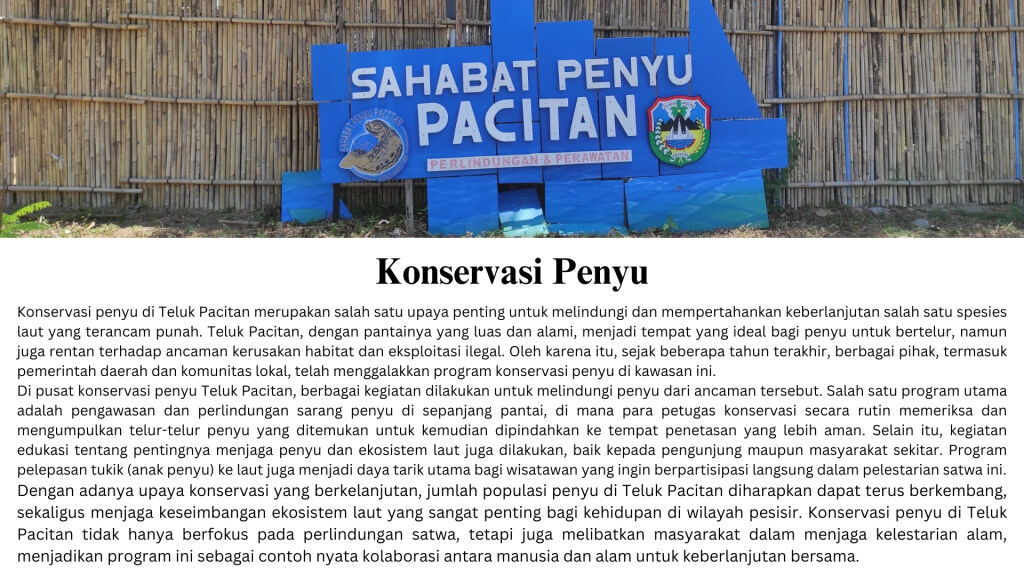 SAHABAT PENYU
PACITAN
SAHABAT PENYU PACITAN
PERLINDUNGAN & PERAWATAN
Konservasi Penyu
Konservasi penyu di Teluk Pacitan merupakan salah satu upaya penting untuk melindungi dan mempertahankan keberlanjutan salah satu spesies
laut yang terancam punah. Teluk Pacitan, dengan pantainya yang luas dan alami, menjadi tempat yang ideal bagi penyu untuk bertelur, namun
juga rentan terhadap ancaman kerusakan habitat dan eksploitasi ilegal. Oleh karena itu, sejak beberapa tahun terakhir, berbagai pihak, termasuk
pemerintah daerah dan komunitas lokal, telah menggalakkan program konservasi penyu di kawasan ini.
Di pusat konservasi penyu Teluk Pacitan, berbagai kegiatan dilakukan untuk melindungi penyu dari ancaman tersebut. Salah satu program utama
adalah pengawasan dan perlindungan sarang penyu di sepanjang pantai, di mana para petugas konservasi secara rutin memeriksa dan
mengumpulkan telur-telur penyu yang ditemukan untuk kemudian dipindahkan ke tempat penetasan yang lebih aman. Selain itu, kegiatan
edukasi tentang pentingnya menjaga penyu dan ekosistem laut juga dilakukan, baik kepada pengunjung maupun masyarakat sekitar. Program
pelepasan tukik (anak penyu) ke laut juga menjadi daya tarik utama bagi wisatawan yang ingin berpartisipasi langsung dalam pelestarian satwa ini.
Dengan adanya upaya konservasi yang berkelanjutan, jumlah populasi penyu di Teluk Pacitan diharapkan dapat terus berkembang,
sekaligus menjaga keseimbangan ekosistem laut yang sangat penting bagi kehidupan di wilayah pesisir. Konservasi penyu di Teluk
Pacitan tidak hanya berfokus pada perlindungan satwa, tetapi juga melibatkan masyarakat dalam menjaga kelestarian alam,
menjadikan program ini sebagai contoh nyata kolaborasi antara manusia dan alam untuk keberlanjutan bersama.